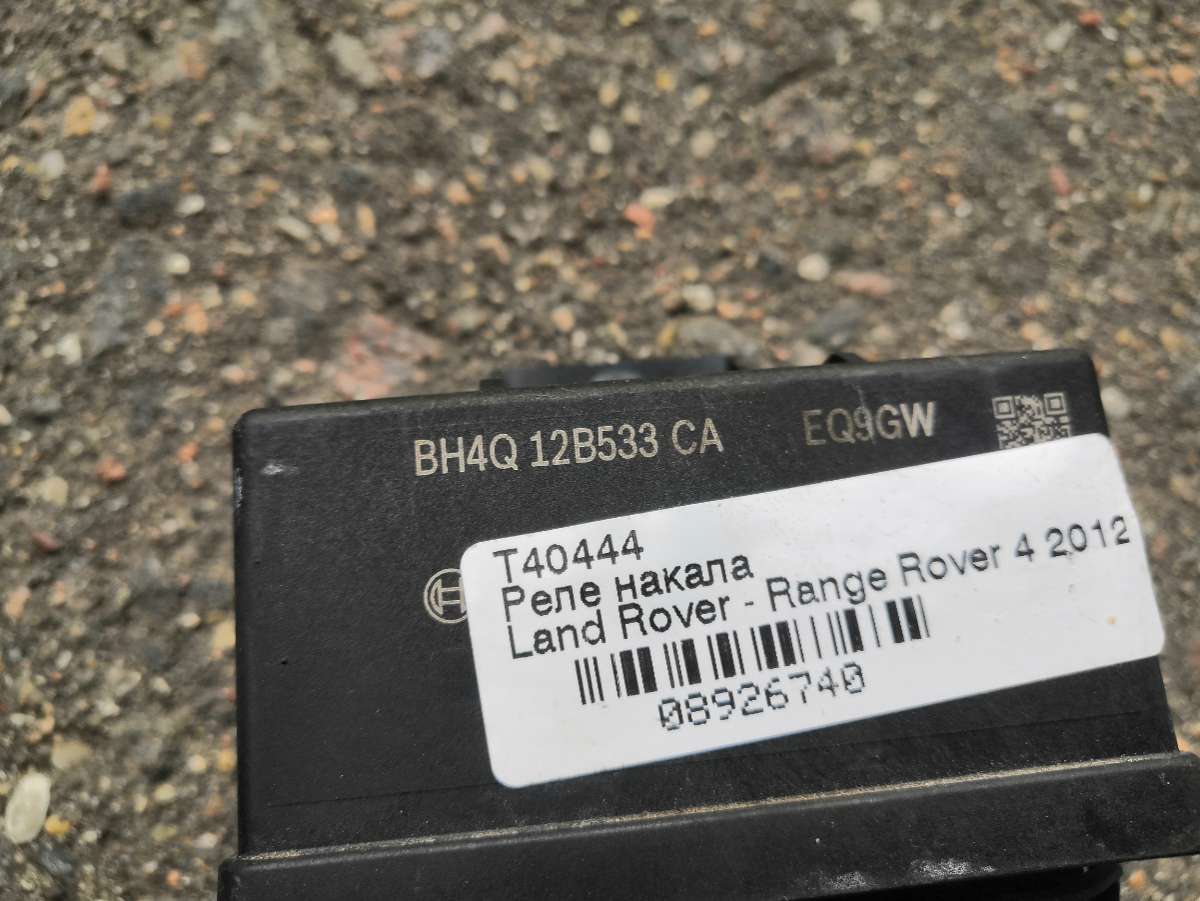 BH4Q 12B533 CA EQ9GW
T40444
Реле накала
Land Rover - Range Rover 4 2012
08926740